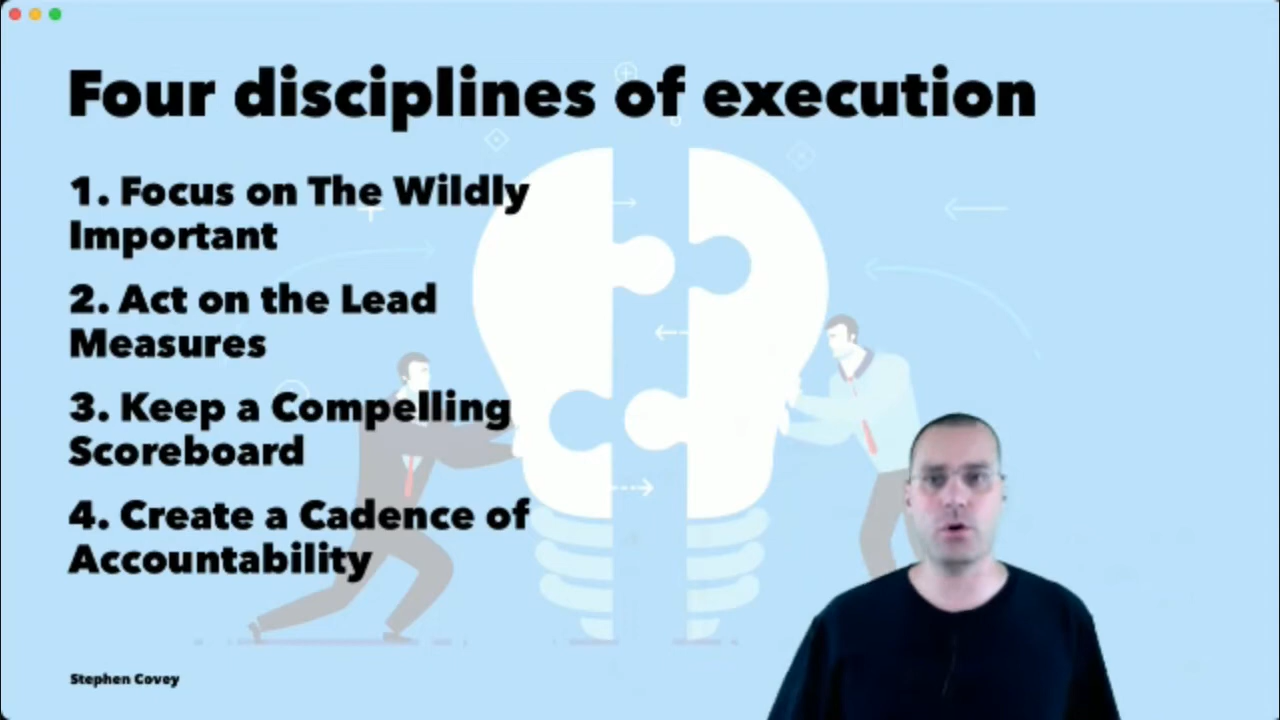 Four disciplines of execution
1. Focus on The Wildly
Important
2. Act on the Lead
Measures
3. Keep a Compelling
Scoreboard
4. Create a Cadence of
Accountability
Stephen Covey